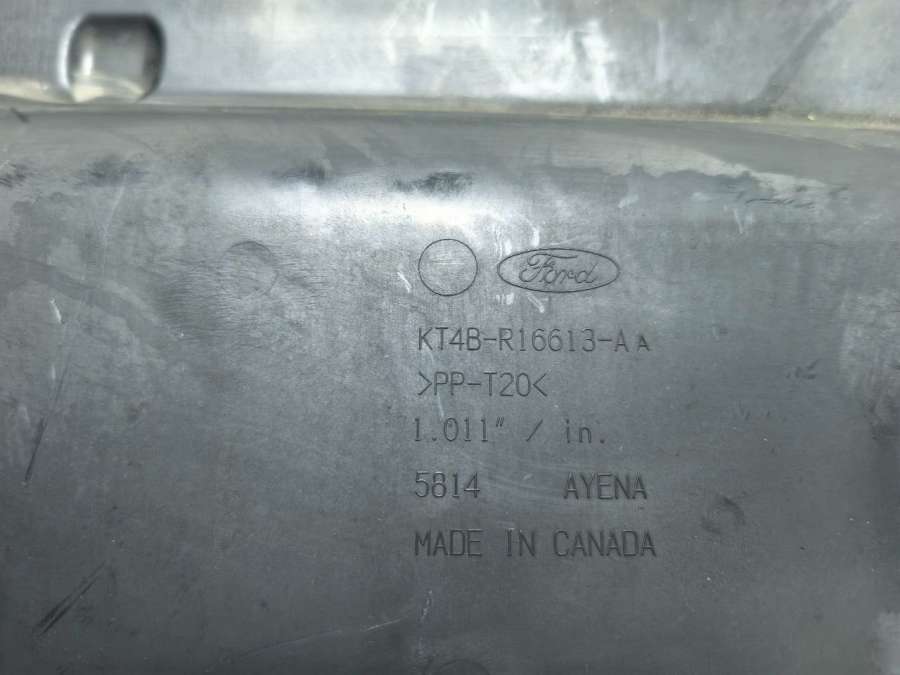 Ford
KT4B-R16613-AA
>PP-T20<
1.011" / in.
5814 AYENA
MADE IN CANADA